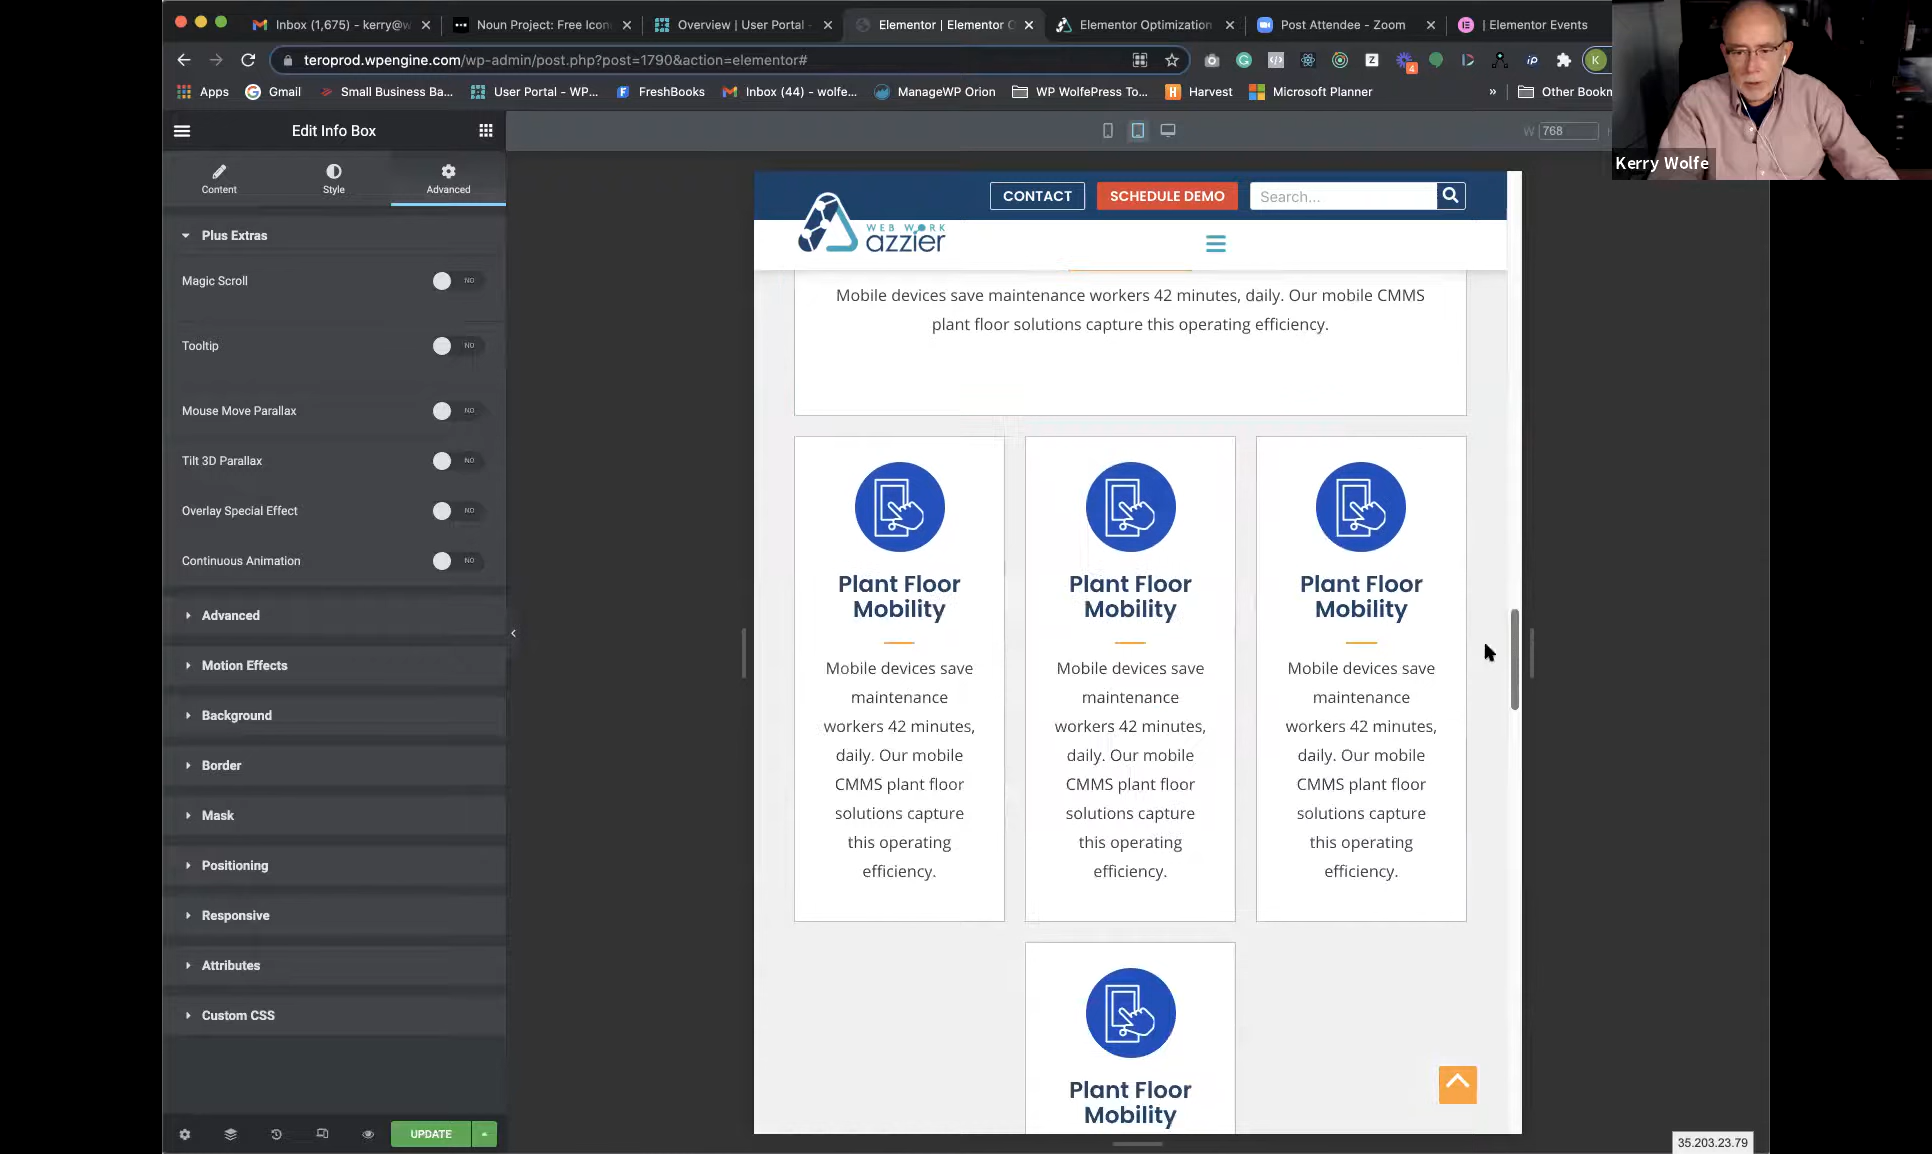 Inbox (1,675) - kerry@w
Noun Project: Free Icon
Overview | User Portal -
Elementor | Elementor
Elementor Optimization
Post Attendee - Zoom
| Elementor Events
teroprod.wpengine.com/wp-admin/post.php?post=1790&action=elementor#
4
Z
iP
K
Apps
Gmail
Small Business Ba...
User Portal - WP...
FreshBooks
Inbox (44) - wolfe...
ManageWP Orion
WP WolfePress To...
Harvest
Microsoft Planner
»
Other Bookm
Kerry Wolfe
Edit Info Box
W 768
Content
Style
Advanced
Plus Extras
Magic Scroll
NO
Tooltip
NO
Mouse Move Parallax
NO
Tilt 3D Parallax
NO
Overlay Special Effect
NO
Continuous Animation
NO
Advanced
Motion Effects
Background
Border
Mask
Positioning
Responsive
Attributes
Custom CSS
UPDATE
CONTACT
SCHEDULE DEMO
Search...
WEB WORK
azzier
Mobile devices save maintenance workers 42 minutes, daily. Our mobile CMMS
plant floor solutions capture this operating efficiency.
Plant Floor
Mobility
Mobile devices save
maintenance
workers 42 minutes,
daily. Our mobile
CMMS plant floor
solutions capture
this operating
efficiency.
Plant Floor
Mobility
Mobile devices save
maintenance
workers 42 minutes,
daily. Our mobile
CMMS plant floor
solutions capture
this operating
efficiency.
Plant Floor
Mobility
Mobile devices save
maintenance
workers 42 minutes,
daily. Our mobile
CMMS plant floor
solutions capture
this operating
efficiency.
Plant Floor
Mobility
35.203.23.79